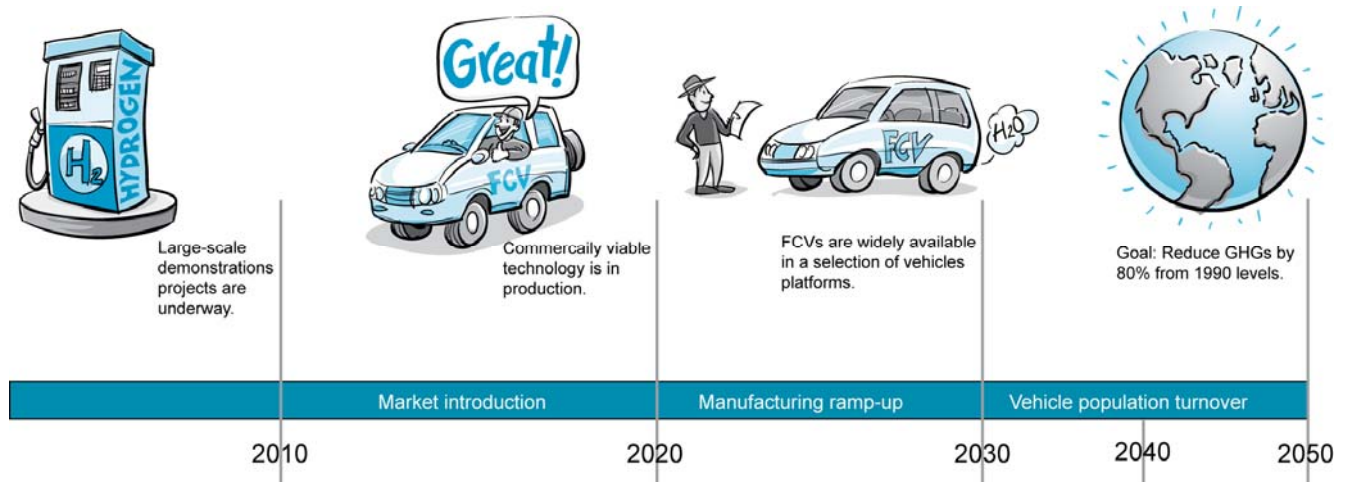 HYDROGEN
H2
Great!
FCV
FCV
H2O
Large-scale
demonstrations
projects are
underway.
Commercially viable
technology is in
production.
FCVs are widely available
in a selection of vehicles
platforms.
Goal: Reduce GHGs by
80% from 1990 levels.
Market introduction
Manufacturing ramp-up
Vehicle population turnover
2010
2020
2030
2040
2050